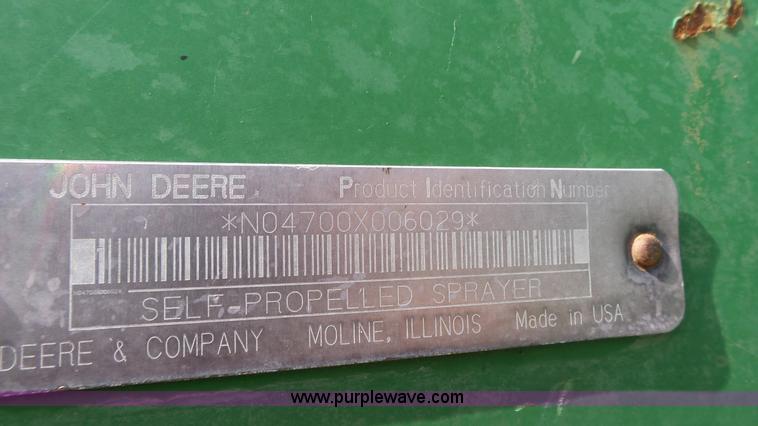 JOHN DEERE Product Identification Number
*N04700X006029*
SELF-PROPELLED SPRAYER
DEERE & COMPANY MOLINE, ILLINOIS Made in USA
www.purplewave.com